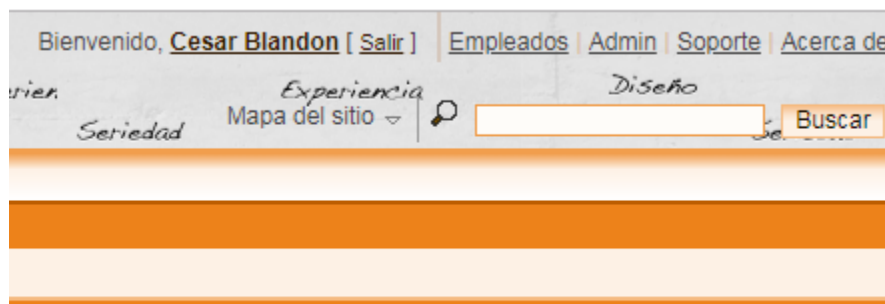 Bienvenido, Cesar Blandon [ Salir ] Empleados Admin Soporte Acerca de
Experiencia Diseño
Seriedad Mapa del sitio Buscar